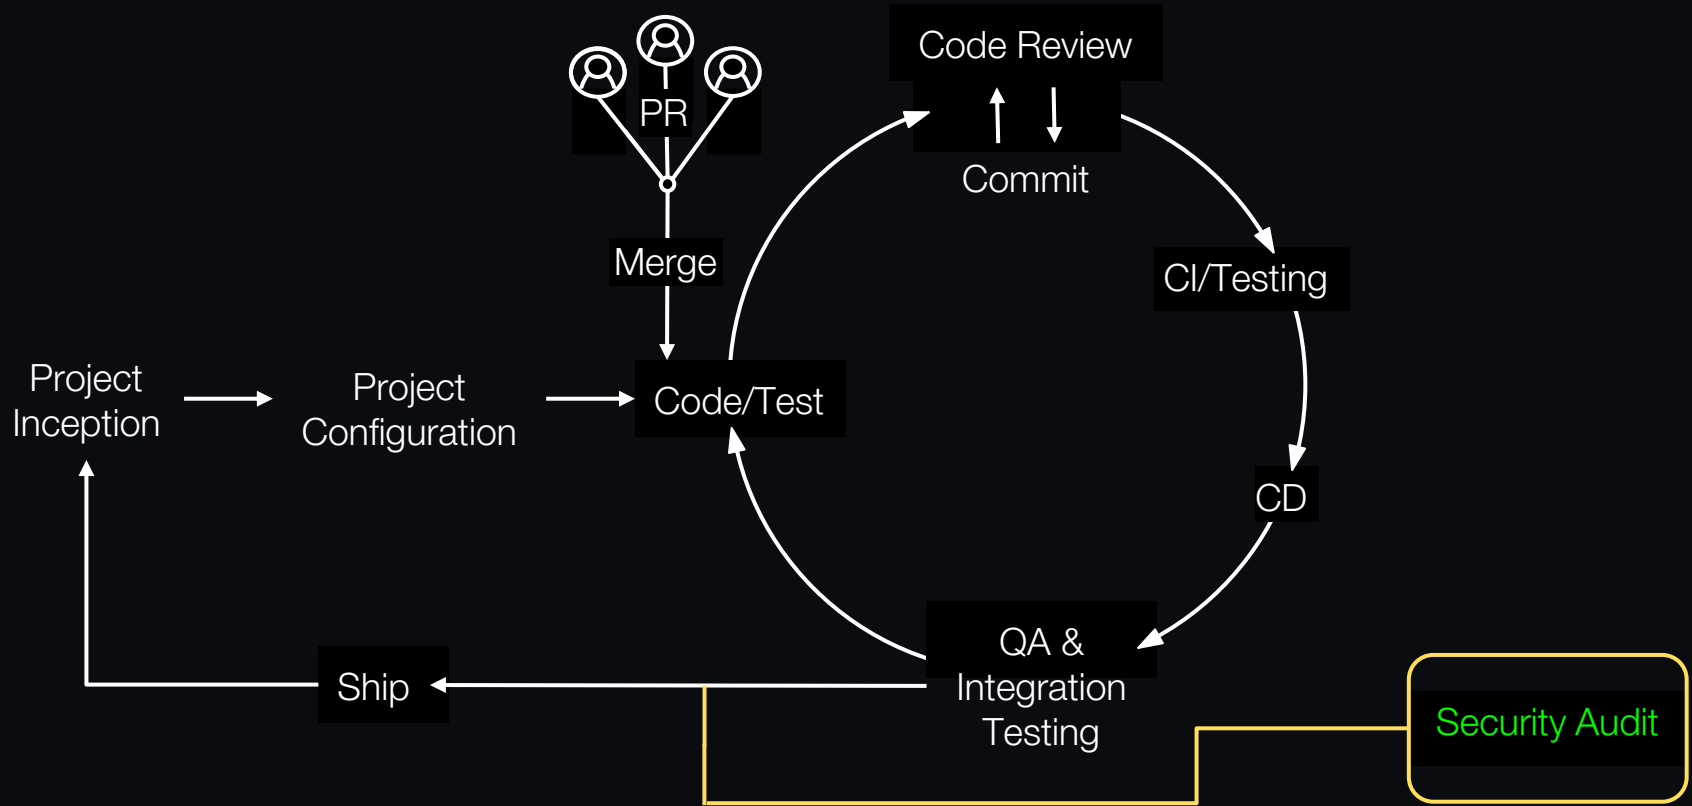 Code Review
PR
Commit
Merge
CI/Testing
Project
Inception
Project
Configuration
Code/Test
CD
QA &
Integration
Testing
Ship
Security Audit